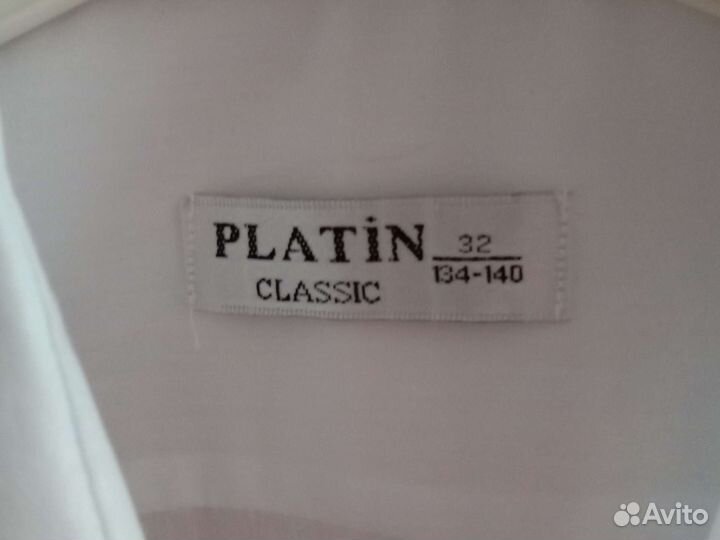 PLATİN 32
CLASSIC 134-140
Avito